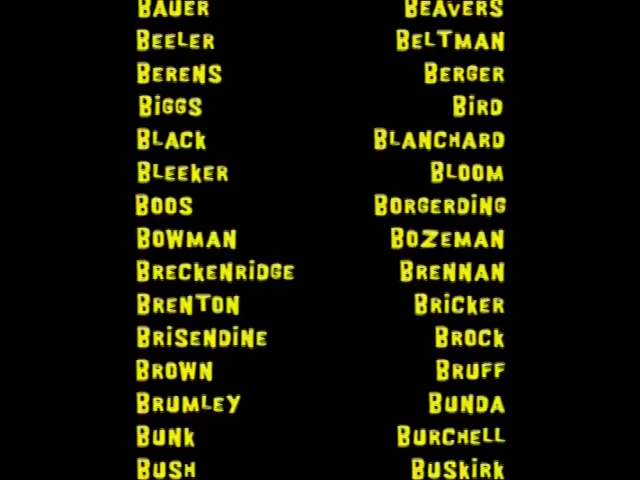 BAUER BEAVERS
BEELER BELTMAN
BERENS BERGER
BiGGS BiRD
BLACK BLANCHARD
BLEEKER BLOOM
BOOS BORGERDiNG
BOWMAN BOZEMAN
BRECKENRiDGE BRENNAN
BRENTON BRiCKER
BRiSENDiNE BROCK
BROWN BRUFF
BRUMLEY BUNDA
BUNK BURCHELL
BUSH BUSKiRK